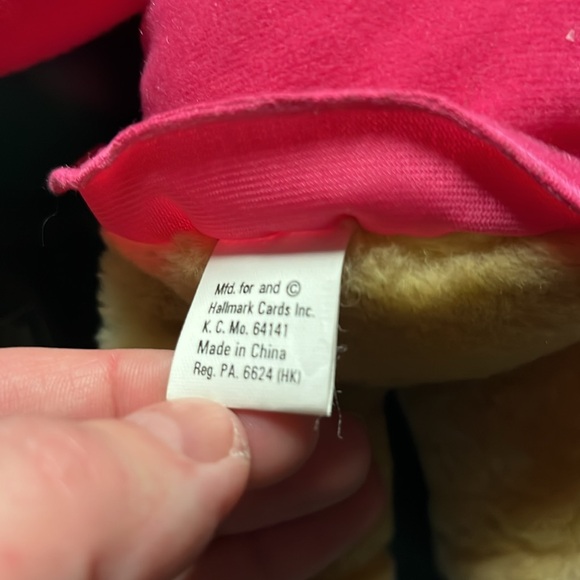 Mfd. for and ©
Hallmark Cards Inc.
K. C. Mo. 64141
Made in China
Reg. PA. 6624 (HK)